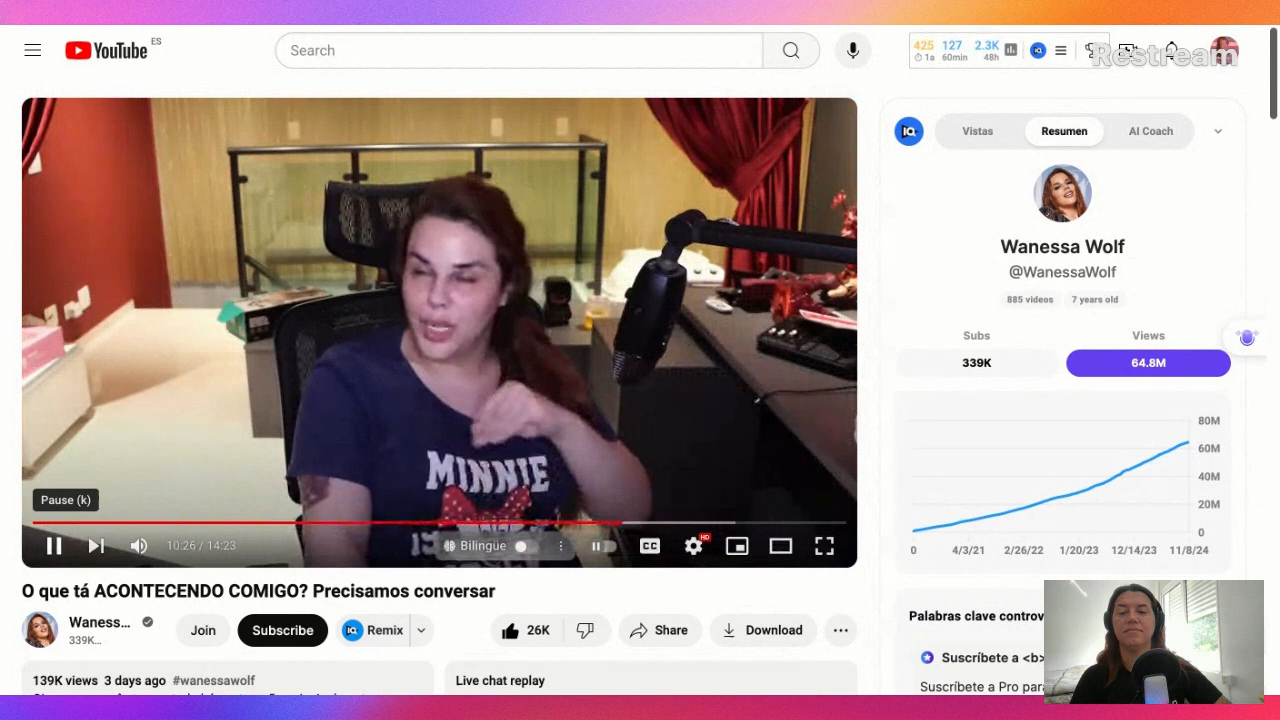 YouTube ES
Search
425 127 2.3K
1a 60min 48h
Restream
Vistas Resumen AI Coach
Wanessa Wolf
@WanessaWolf
885 videos 7 years old
Subs Views
339K 64.8M
80M
60M
40M
20M
0
0 4/3/21 2/26/22 1/20/23 12/14/23 11/8/24
MINNIE
Pause (k)
10:26 / 14:23
Bilingüe
CC
HD
O que tá ACONTECENDO COMIGO? Precisamos conversar
Waness...
339K...
Join
Subscribe
Remix
26K
Share
Download
139K views 3 days ago #wanessawolf
Live chat replay
Palabras clave controv
Suscríbete a <b>
Suscríbete a Pro para